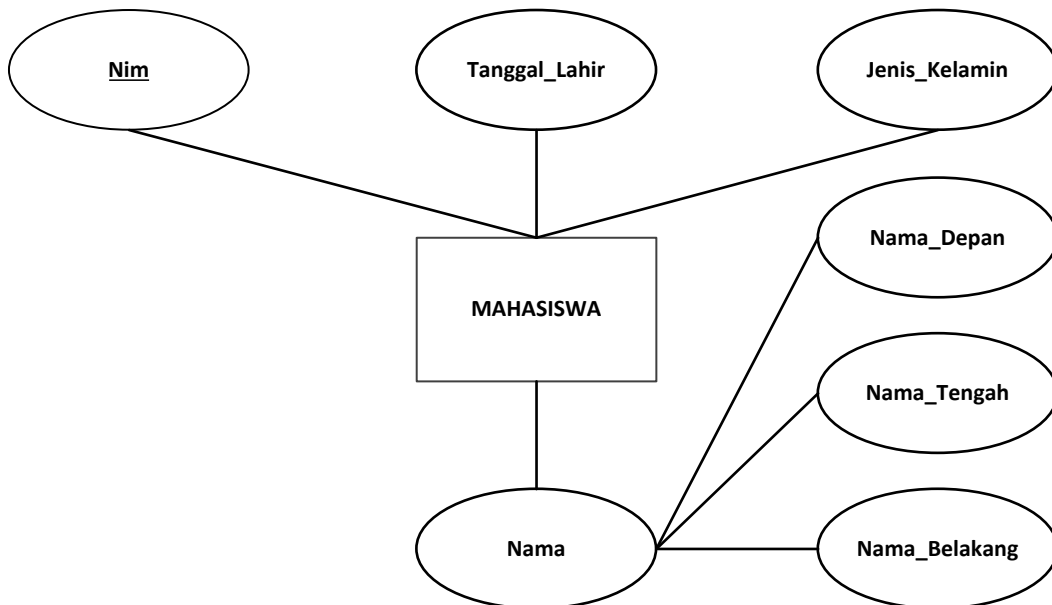 Nim
Tanggal_Lahir
Jenis_Kelamin
Nama_Depan
MAHASISWA
Nama_Tengah
Nama
Nama_Belakang